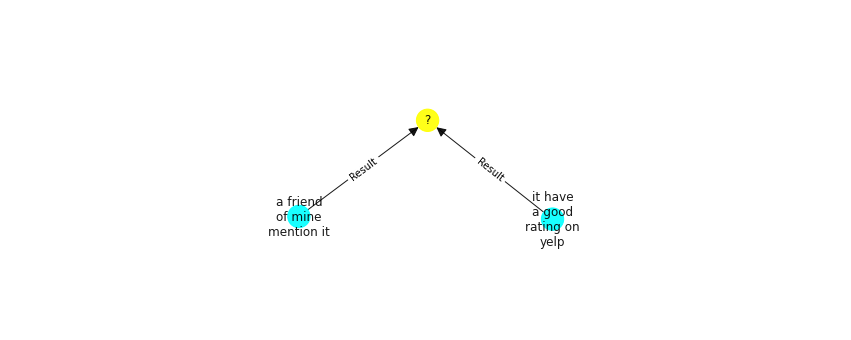 ?
Result
Result
a friend
of mine
mention it
it have
a good
rating on
yelp